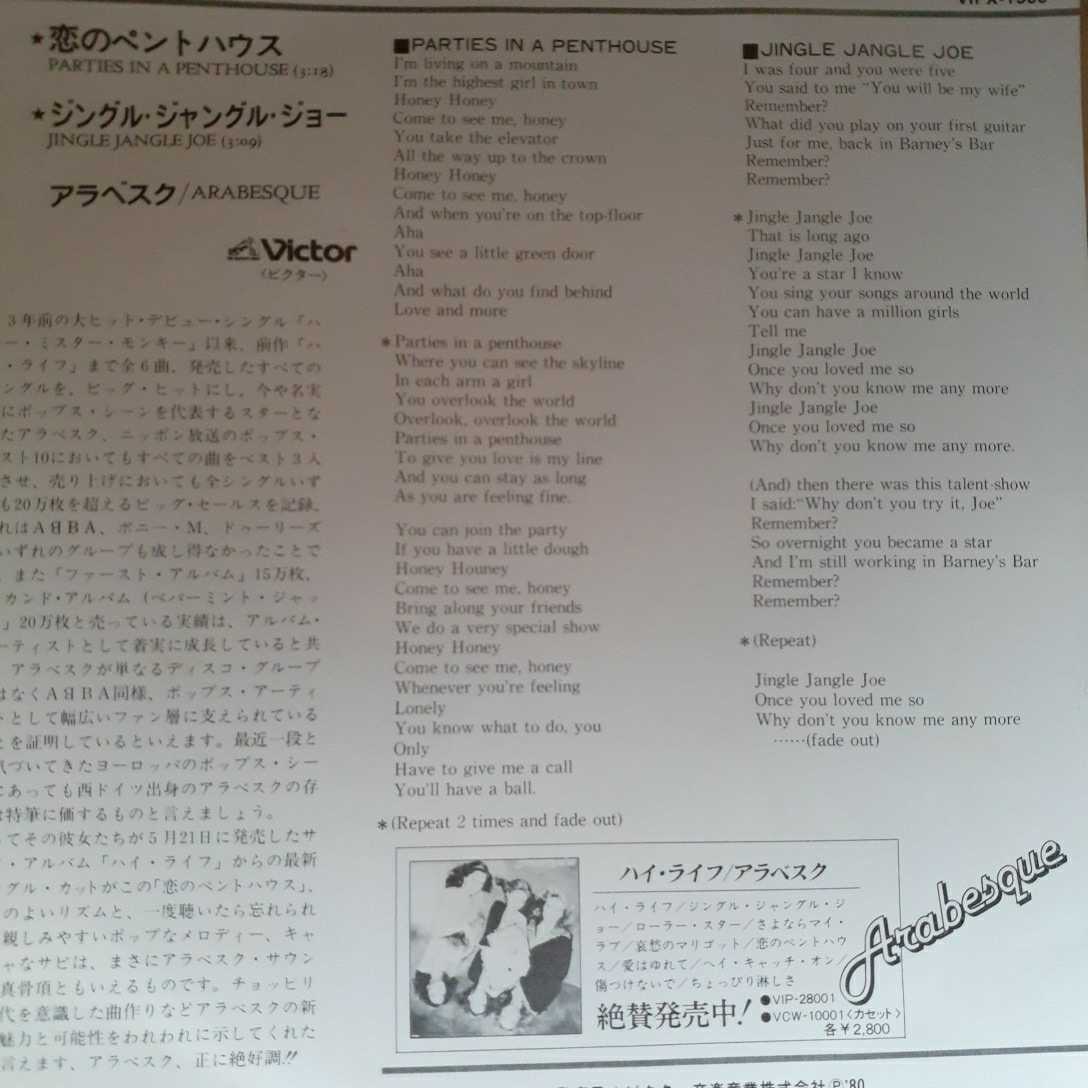 ★恋のペントハウス
PARTIES IN A PENTHOUSE (3:18)
★ジングル・ジャングル・ジョー
JINGLE JANGLE JOE (3:09)
アラベスク/ARABESQUE
Victor
〈ビクター〉
3年前の大ヒット・デビュー・シングル「ハ
ー・ミスター・モンキー」以来、前作「ハ
・ライフ」まで全6曲、発売したすべての
ングルを、ビッグ・ヒットにし、今や名実
にポップス・シーンを代表するスターとな
たアラベスク、ニッポン放送のポップス・
スト10においてもすべての曲をベスト3人
させ、売り上げにおいても全シングルいず
も20万枚を超えるビッグ・セールスを記録、
れはABBA、ボニー・M、ドゥーリーズ
いずれのグループも成し得なかったことで
、また「ファースト・アルバム」15万枚、
カンド・アルバム(ペパーミント・ジャッ
」20万枚と売っている実績は、アルバム・
ーティストとして着実に成長していると共
、アラベスクが単なるディスコ・グループ
はなくABBA同様、ポップス・アーティ
トとして幅広いファン層に支えられている
とを証明しているといえます。最近一段と
気づいてきたヨーロッパのポップス・シー
にあっても西ドイツ出身のアラベスクの存
は特筆に価するものと言えましょう。
ってその彼女たちが5月21日に発売したサ
・アルバム「ハイ・ライフ」からの最新
グル・カットがこの「恋のペントハウス」、
のよいリズムと、一度聴いたら忘れられ
親しみやすいポップなメロディー、キャ
ャなサビは、まさにアラベスク・サウン
真骨頂ともいえるものです。チョッピリ
代を意識した曲作りなどアラベスクの新
魅力と可能性をわれわれに示してくれた
言えます、アラベスク、正に絶好調.!!
■PARTIES IN A PENTHOUSE
I'm living on a mountain
I'm the highest girl in town
Honey Honey
Come to see me, honey
You take the elevator
All the way up to the crown
Honey Honey
Come to see me, honey
And when you're on the top-floor
Aha
You see a little green door
Aha
And what do you find behind
Love and more
＊Parties in a penthouse
Where you can see the skyline
In each arm a girl
You overlook the world
Overlook, overlook the world
Parties in a penthouse
To give you love is my line
And you can stay as long
As you are feeling fine.
You can join the party
If you have a little dough
Honey Houney
Come to see me, honey
Bring along your friends
We do a very special show
Honey Honey
Come to see me, honey
Whenever you're feeling
Lonely
You know what to do, you
Only
Have to give me a call
You'll have a ball.
＊(Repeat 2 times and fade out)
■JINGLE JANGLE JOE
I was four and you were five
You said to me "You will be my wife"
Remember?
What did you play on your first guitar
Just for me, back in Barney's Bar
Remember?
Remember?
＊Jingle Jangle Joe
That is long ago
Jingle Jangle Joe
You're a star I know
You sing your songs around the world
You can have a million girls
Tell me
Jingle Jangle Joe
Once you loved me so
Why don't you know me any more
Jingle Jangle Joe
Once you loved me so
Why don't you know me any more.
(And) then there was this talent-show
I said:"Why don't you try it, Joe"
Remember?
So overnight you became a star
And I'm still working in Barney's Bar
Remember?
Remember?
＊(Repeat)
Jingle Jangle Joe
Once you loved me so
Why don't you know me any more
……(fade out)
ハイ・ライフ/アラベスク
ハイ・ライフ/ジングル・ジャングル・ジ
ョー/ローラー・スター/さよならマイ・
ラブ/哀愁のマリゴット/恋のペントハウ
ス/愛はゆれて/ヘイ・キャッチ・オン/
傷つけないで/ちょっぴり淋しさ
絶賛発売中!
●VIP-28001
●VCW-10001〈カセット〉
各¥2,800
Arabesque
音楽産業株式会社Ⓟ'80